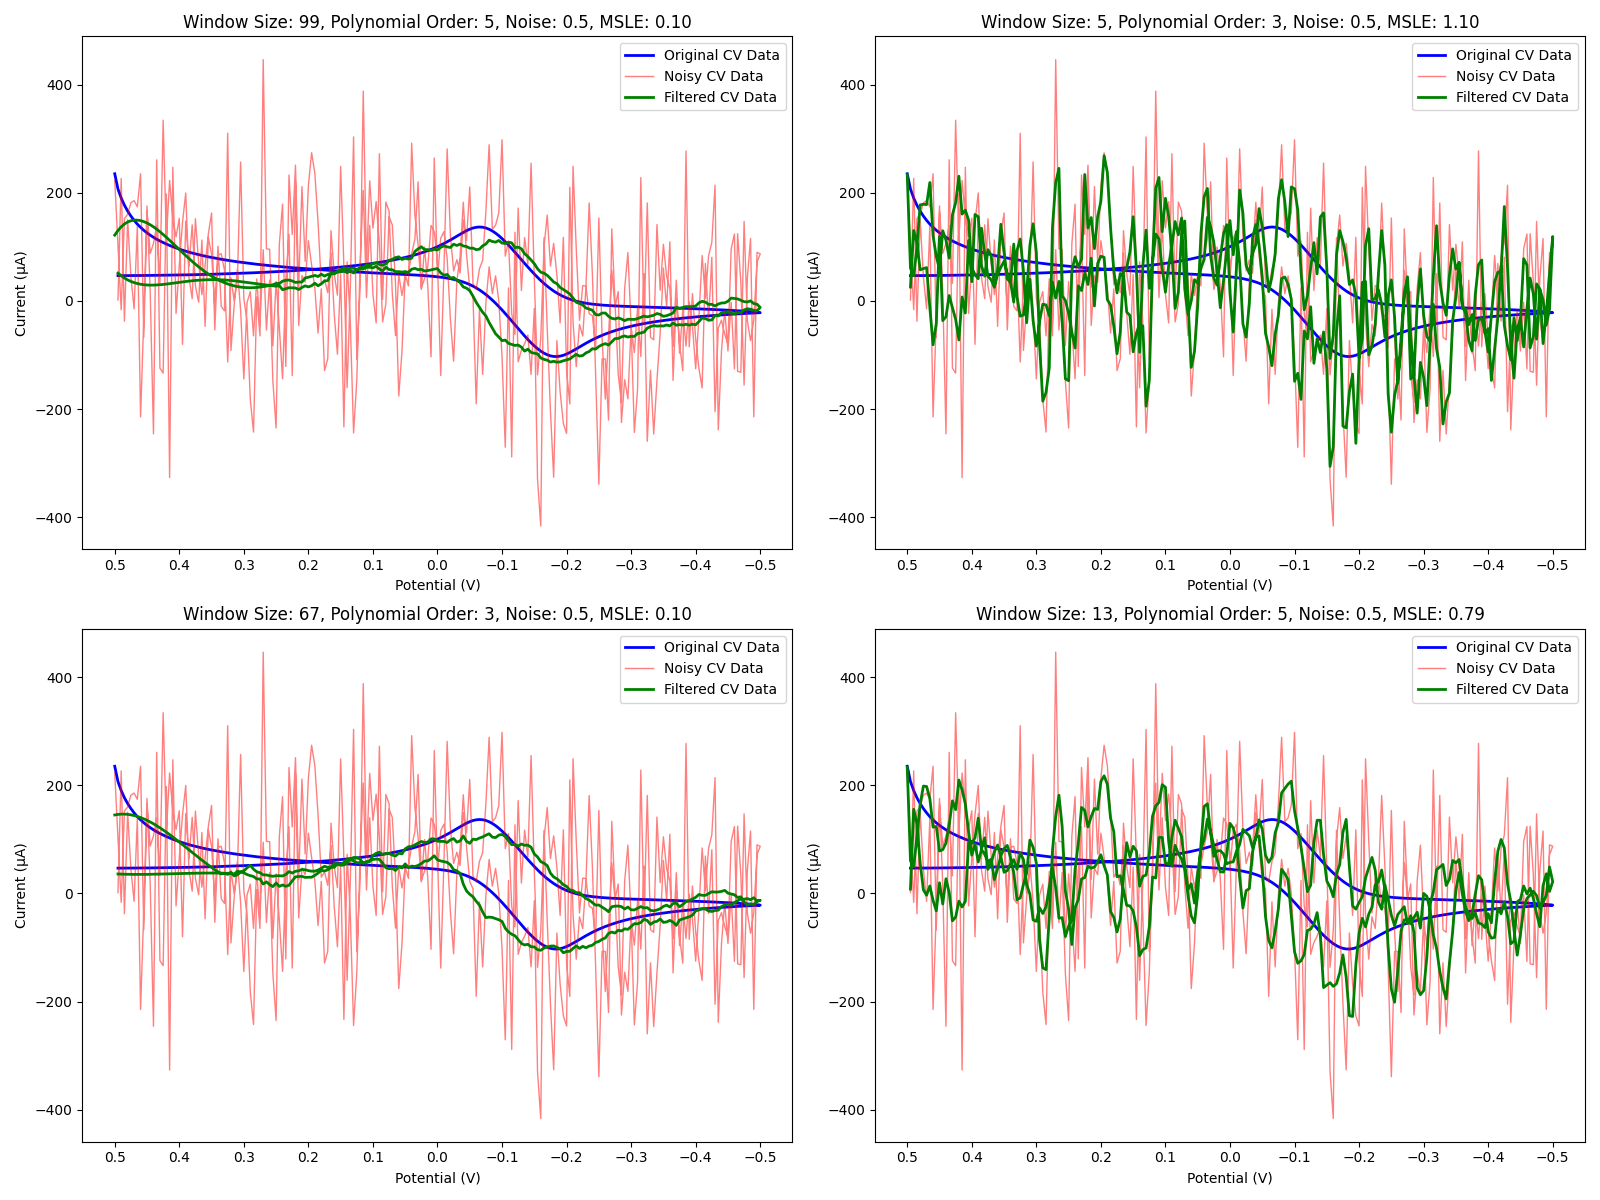 Window Size: 99, Polynomial Order: 5, Noise: 0.5, MSLE: 0.10
Original CV Data
Noisy CV Data
Filtered CV Data
400
200
0
−200
−400
Current (μA)
0.5 0.4 0.3 0.2 0.1 0.0 −0.1 −0.2 −0.3 −0.4 −0.5
Potential (V)
Window Size: 5, Polynomial Order: 3, Noise: 0.5, MSLE: 1.10
Original CV Data
Noisy CV Data
Filtered CV Data
400
200
0
−200
−400
Current (μA)
0.5 0.4 0.3 0.2 0.1 0.0 −0.1 −0.2 −0.3 −0.4 −0.5
Potential (V)
Window Size: 67, Polynomial Order: 3, Noise: 0.5, MSLE: 0.10
Original CV Data
Noisy CV Data
Filtered CV Data
400
200
0
−200
−400
Current (μA)
0.5 0.4 0.3 0.2 0.1 0.0 −0.1 −0.2 −0.3 −0.4 −0.5
Potential (V)
Window Size: 13, Polynomial Order: 5, Noise: 0.5, MSLE: 0.79
Original CV Data
Noisy CV Data
Filtered CV Data
400
200
0
−200
−400
Current (μA)
0.5 0.4 0.3 0.2 0.1 0.0 −0.1 −0.2 −0.3 −0.4 −0.5
Potential (V)